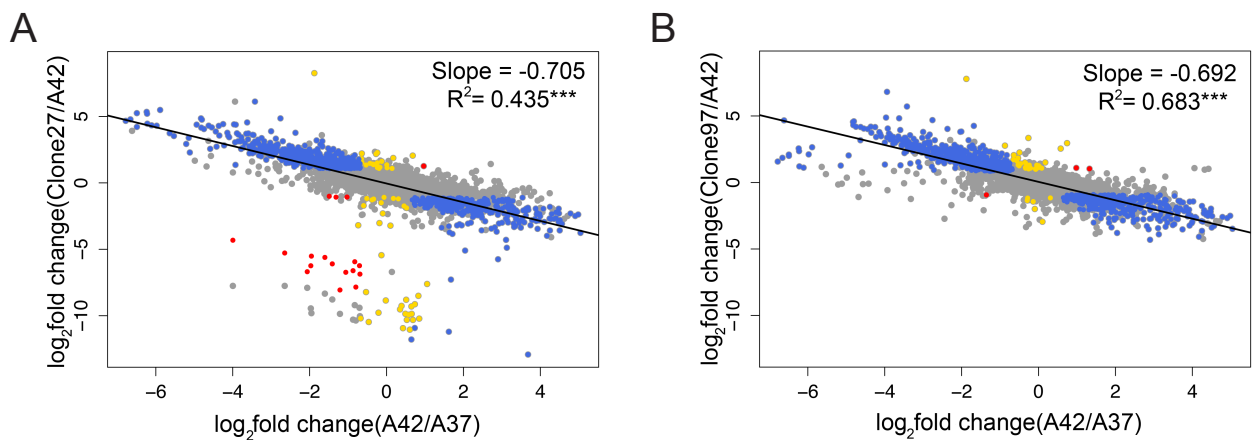 A
Slope = -0.705
R²= 0.435***
log₂fold change(Clone27/A42)
5
0
−5
−10
−6 −4 −2 0 2 4
log₂fold change(A42/A37)
B
Slope = -0.692
R²= 0.683***
log₂fold change(Clone97/A42)
5
0
−5
−10
−6 −4 −2 0 2 4
log₂fold change(A42/A37)